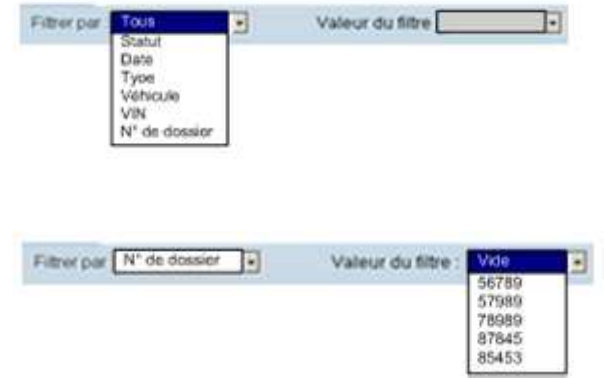 Filtrer par Tous Valeur du filtre
Statut
Date
Type
Véhicule
VIN
N° de dossier
Filtrer par N° de dossier Valeur du filtre : Vide
56789
57989
78989
87845
85453